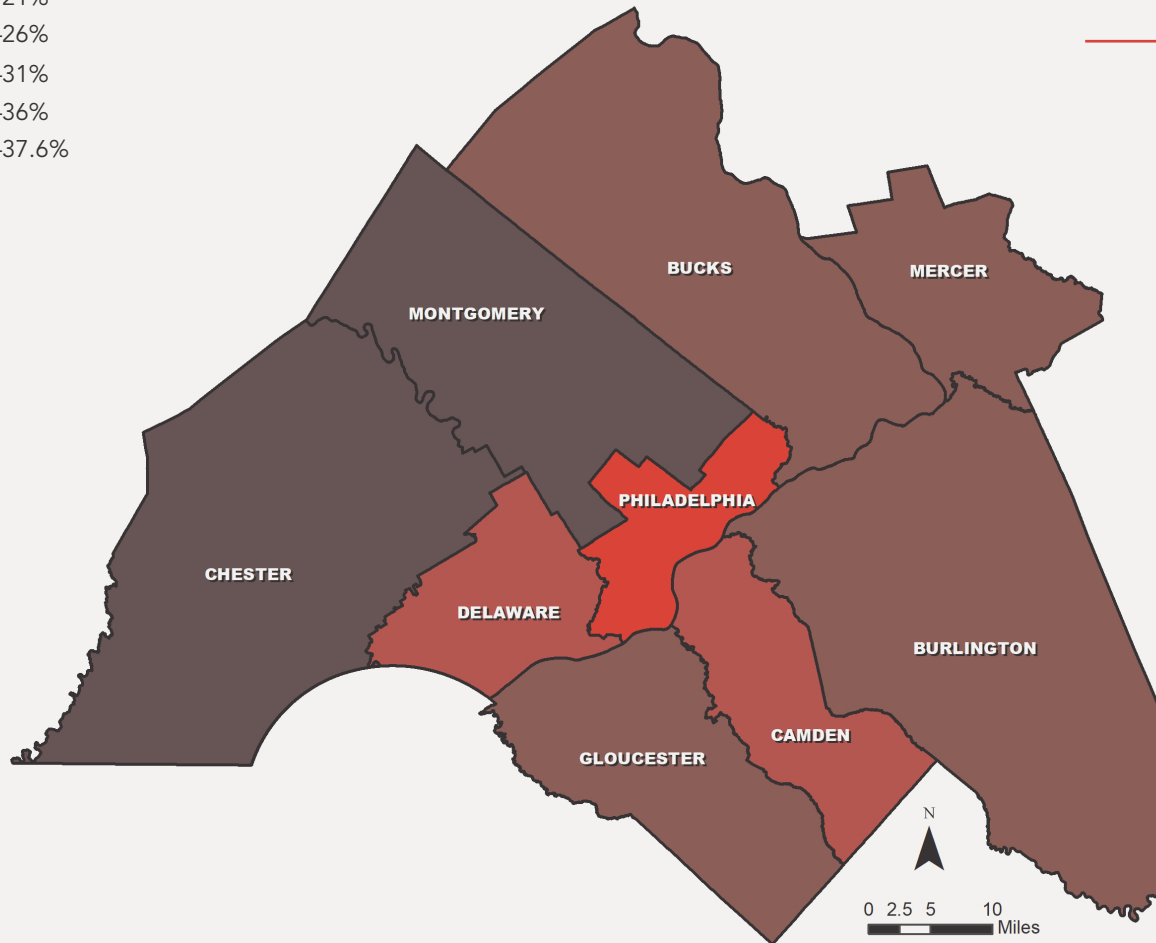 -26%
-31%
-36%
-37.6%
BUCKS
MERCER
MONTGOMERY
PHILADELPHIA
CHESTER
DELAWARE
BURLINGTON
CAMDEN
GLOUCESTER
N
0 2.5 5 10
Miles